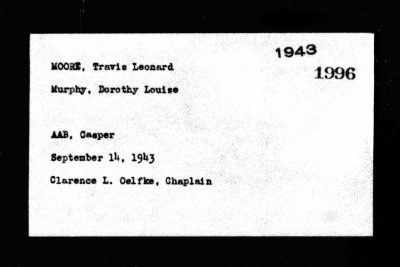 1943
1996
MOORE, Travis Leonard
Murphy, Dorothy Louise
AAB, Casper
September 14, 1943
Clarence L. Oelfke, Chaplain